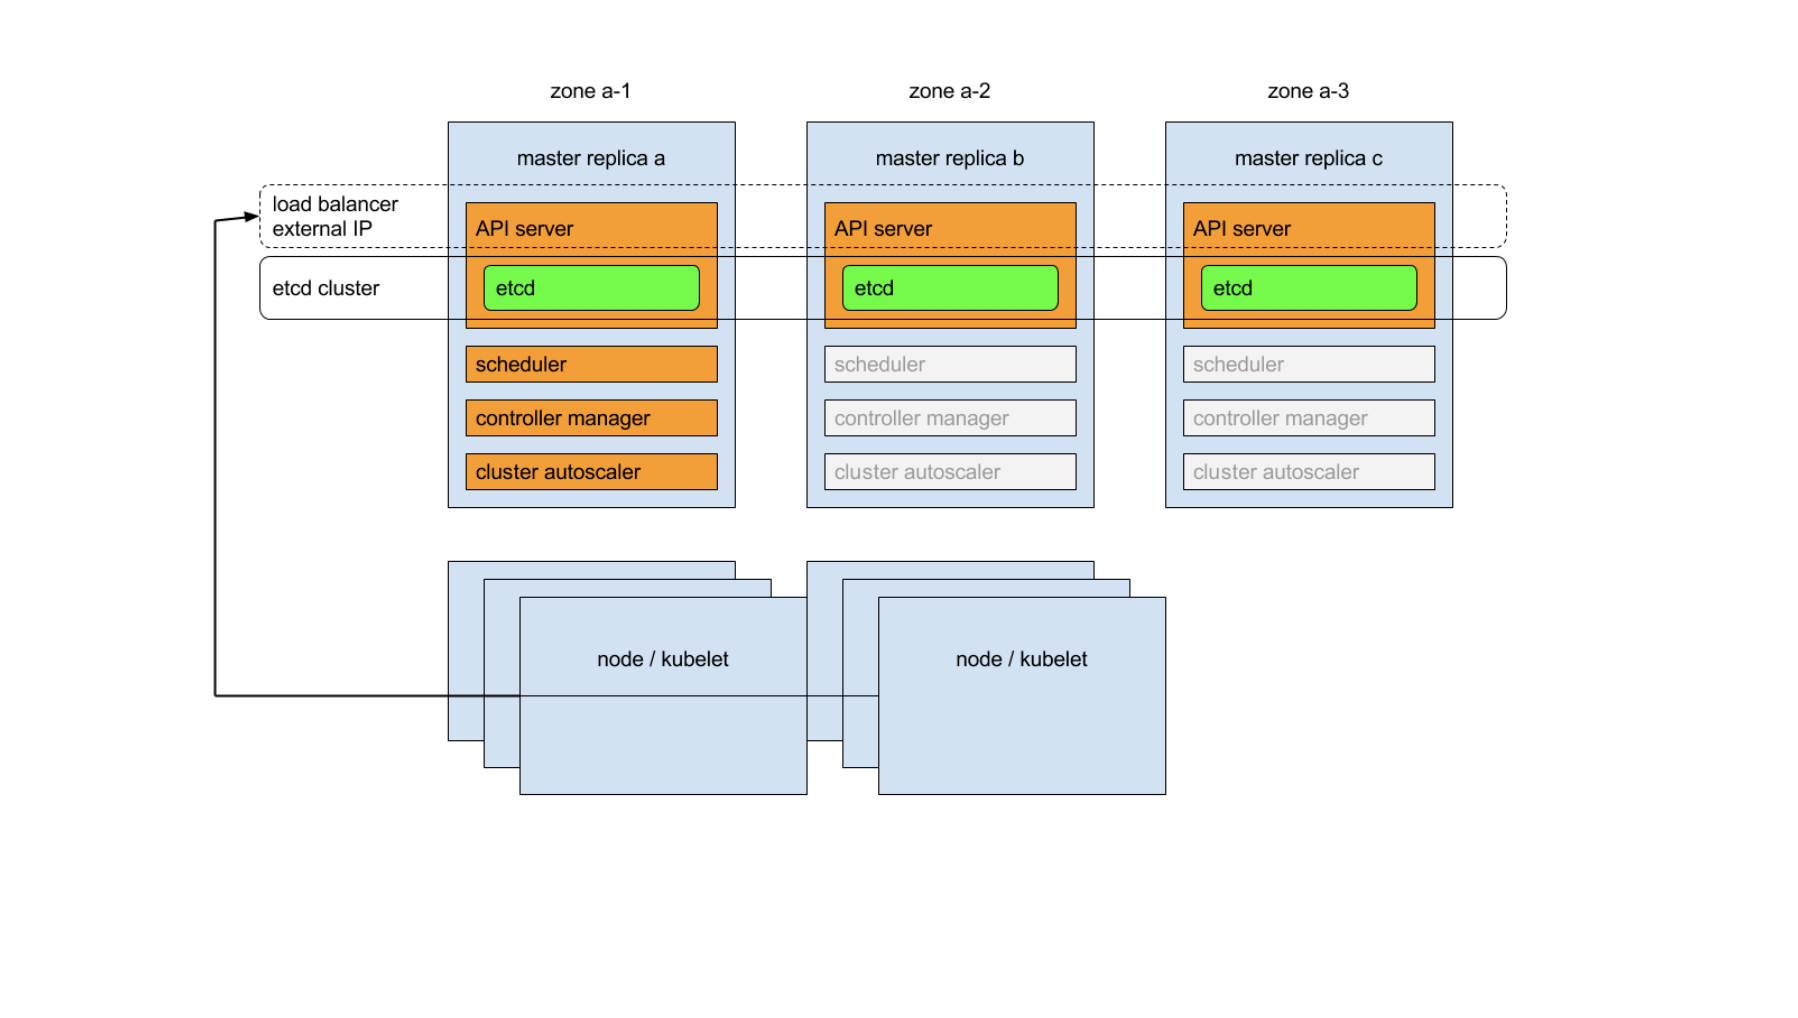 zone a-1
zone a-2
zone a-3
master replica a
master replica b
master replica c
load balancer
external IP
API server
API server
API server
etcd cluster
etcd
etcd
etcd
scheduler
scheduler
scheduler
controller manager
controller manager
controller manager
cluster autoscaler
cluster autoscaler
cluster autoscaler
node / kubelet
node / kubelet